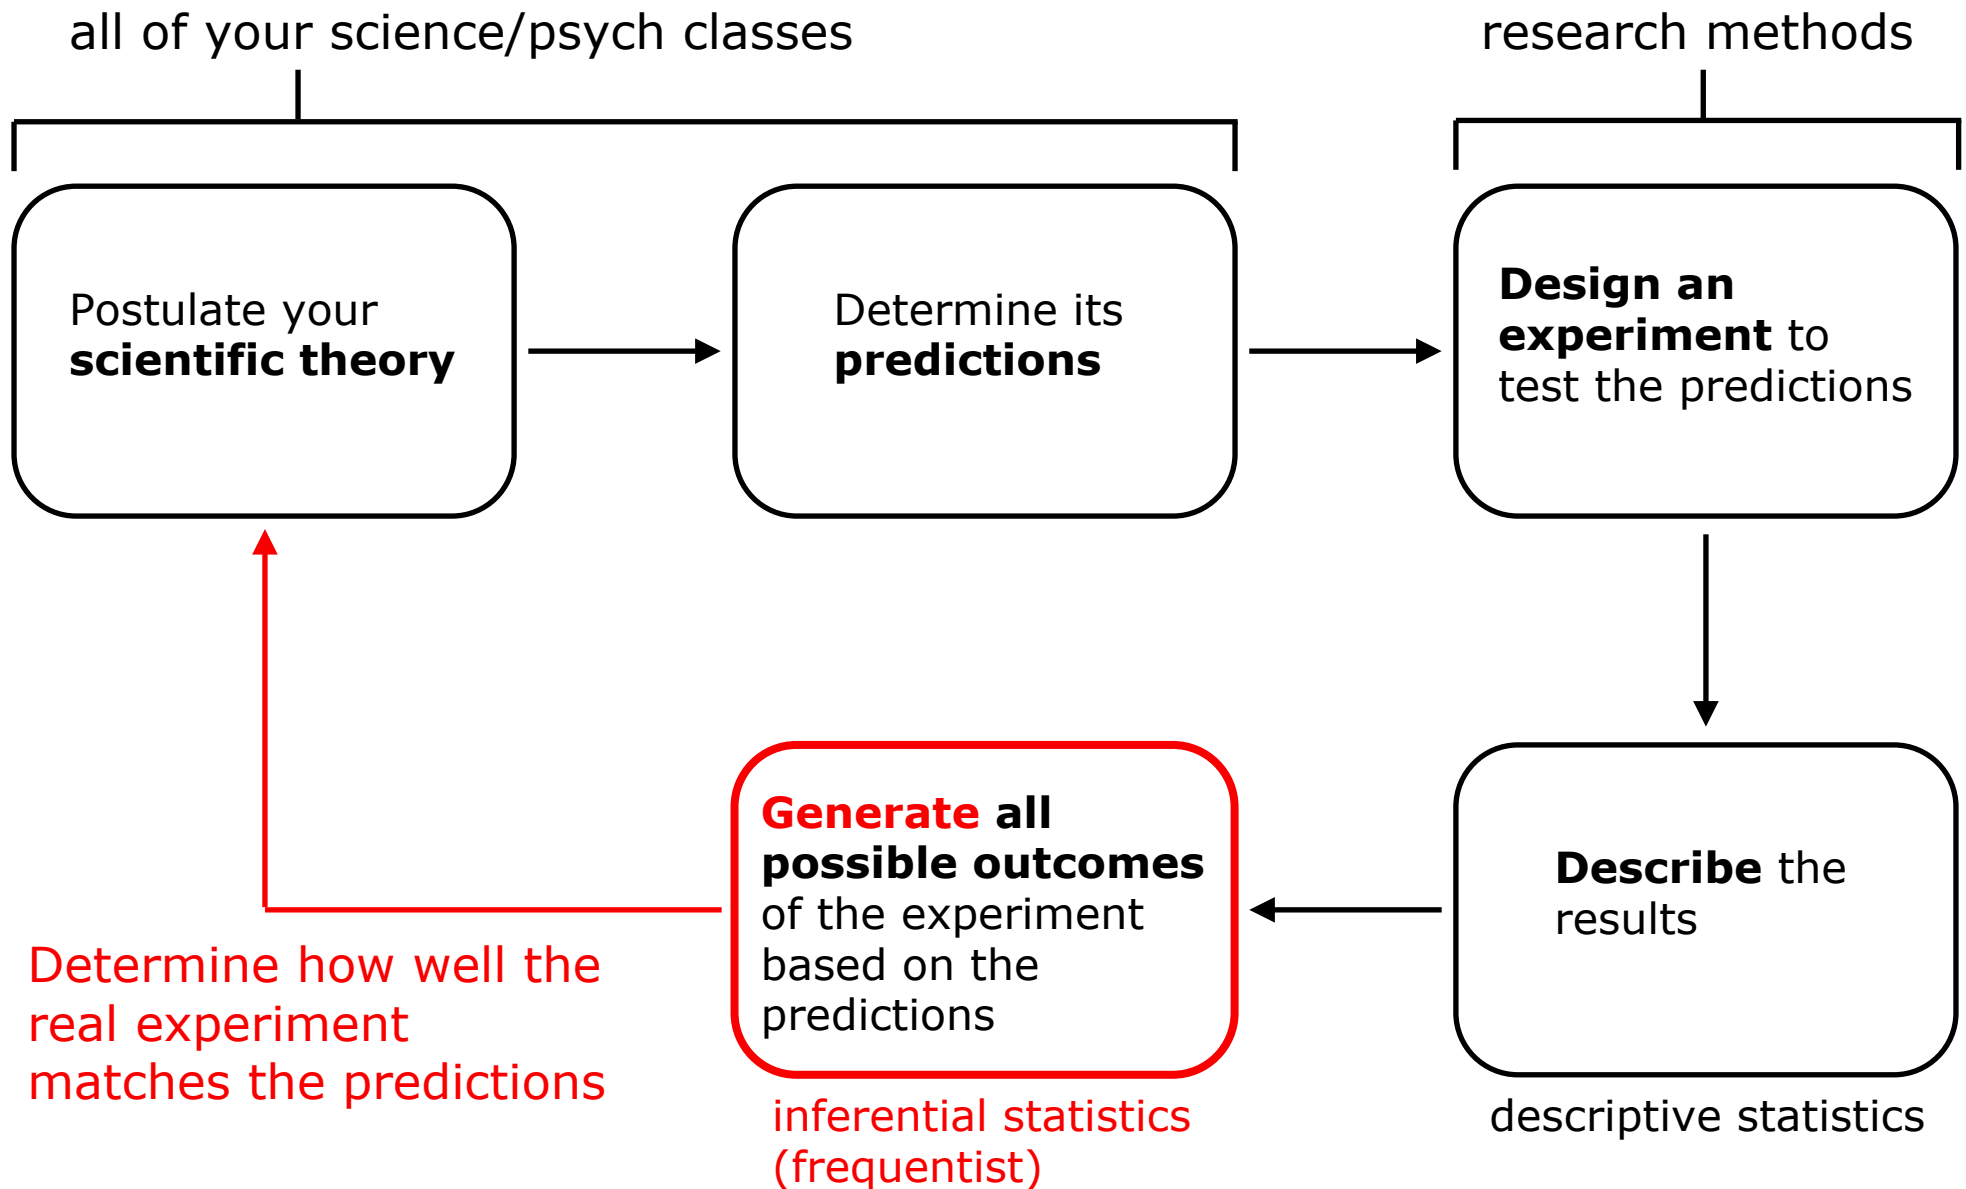 all of your science/psych classes
research methods
Postulate your
scientific theory
Determine its
predictions
Design an
experiment to
test the predictions
Generate all
possible outcomes
of the experiment
based on the
predictions
Describe the
results
Determine how well the
real experiment
matches the predictions
inferential statistics
(frequentist)
descriptive statistics